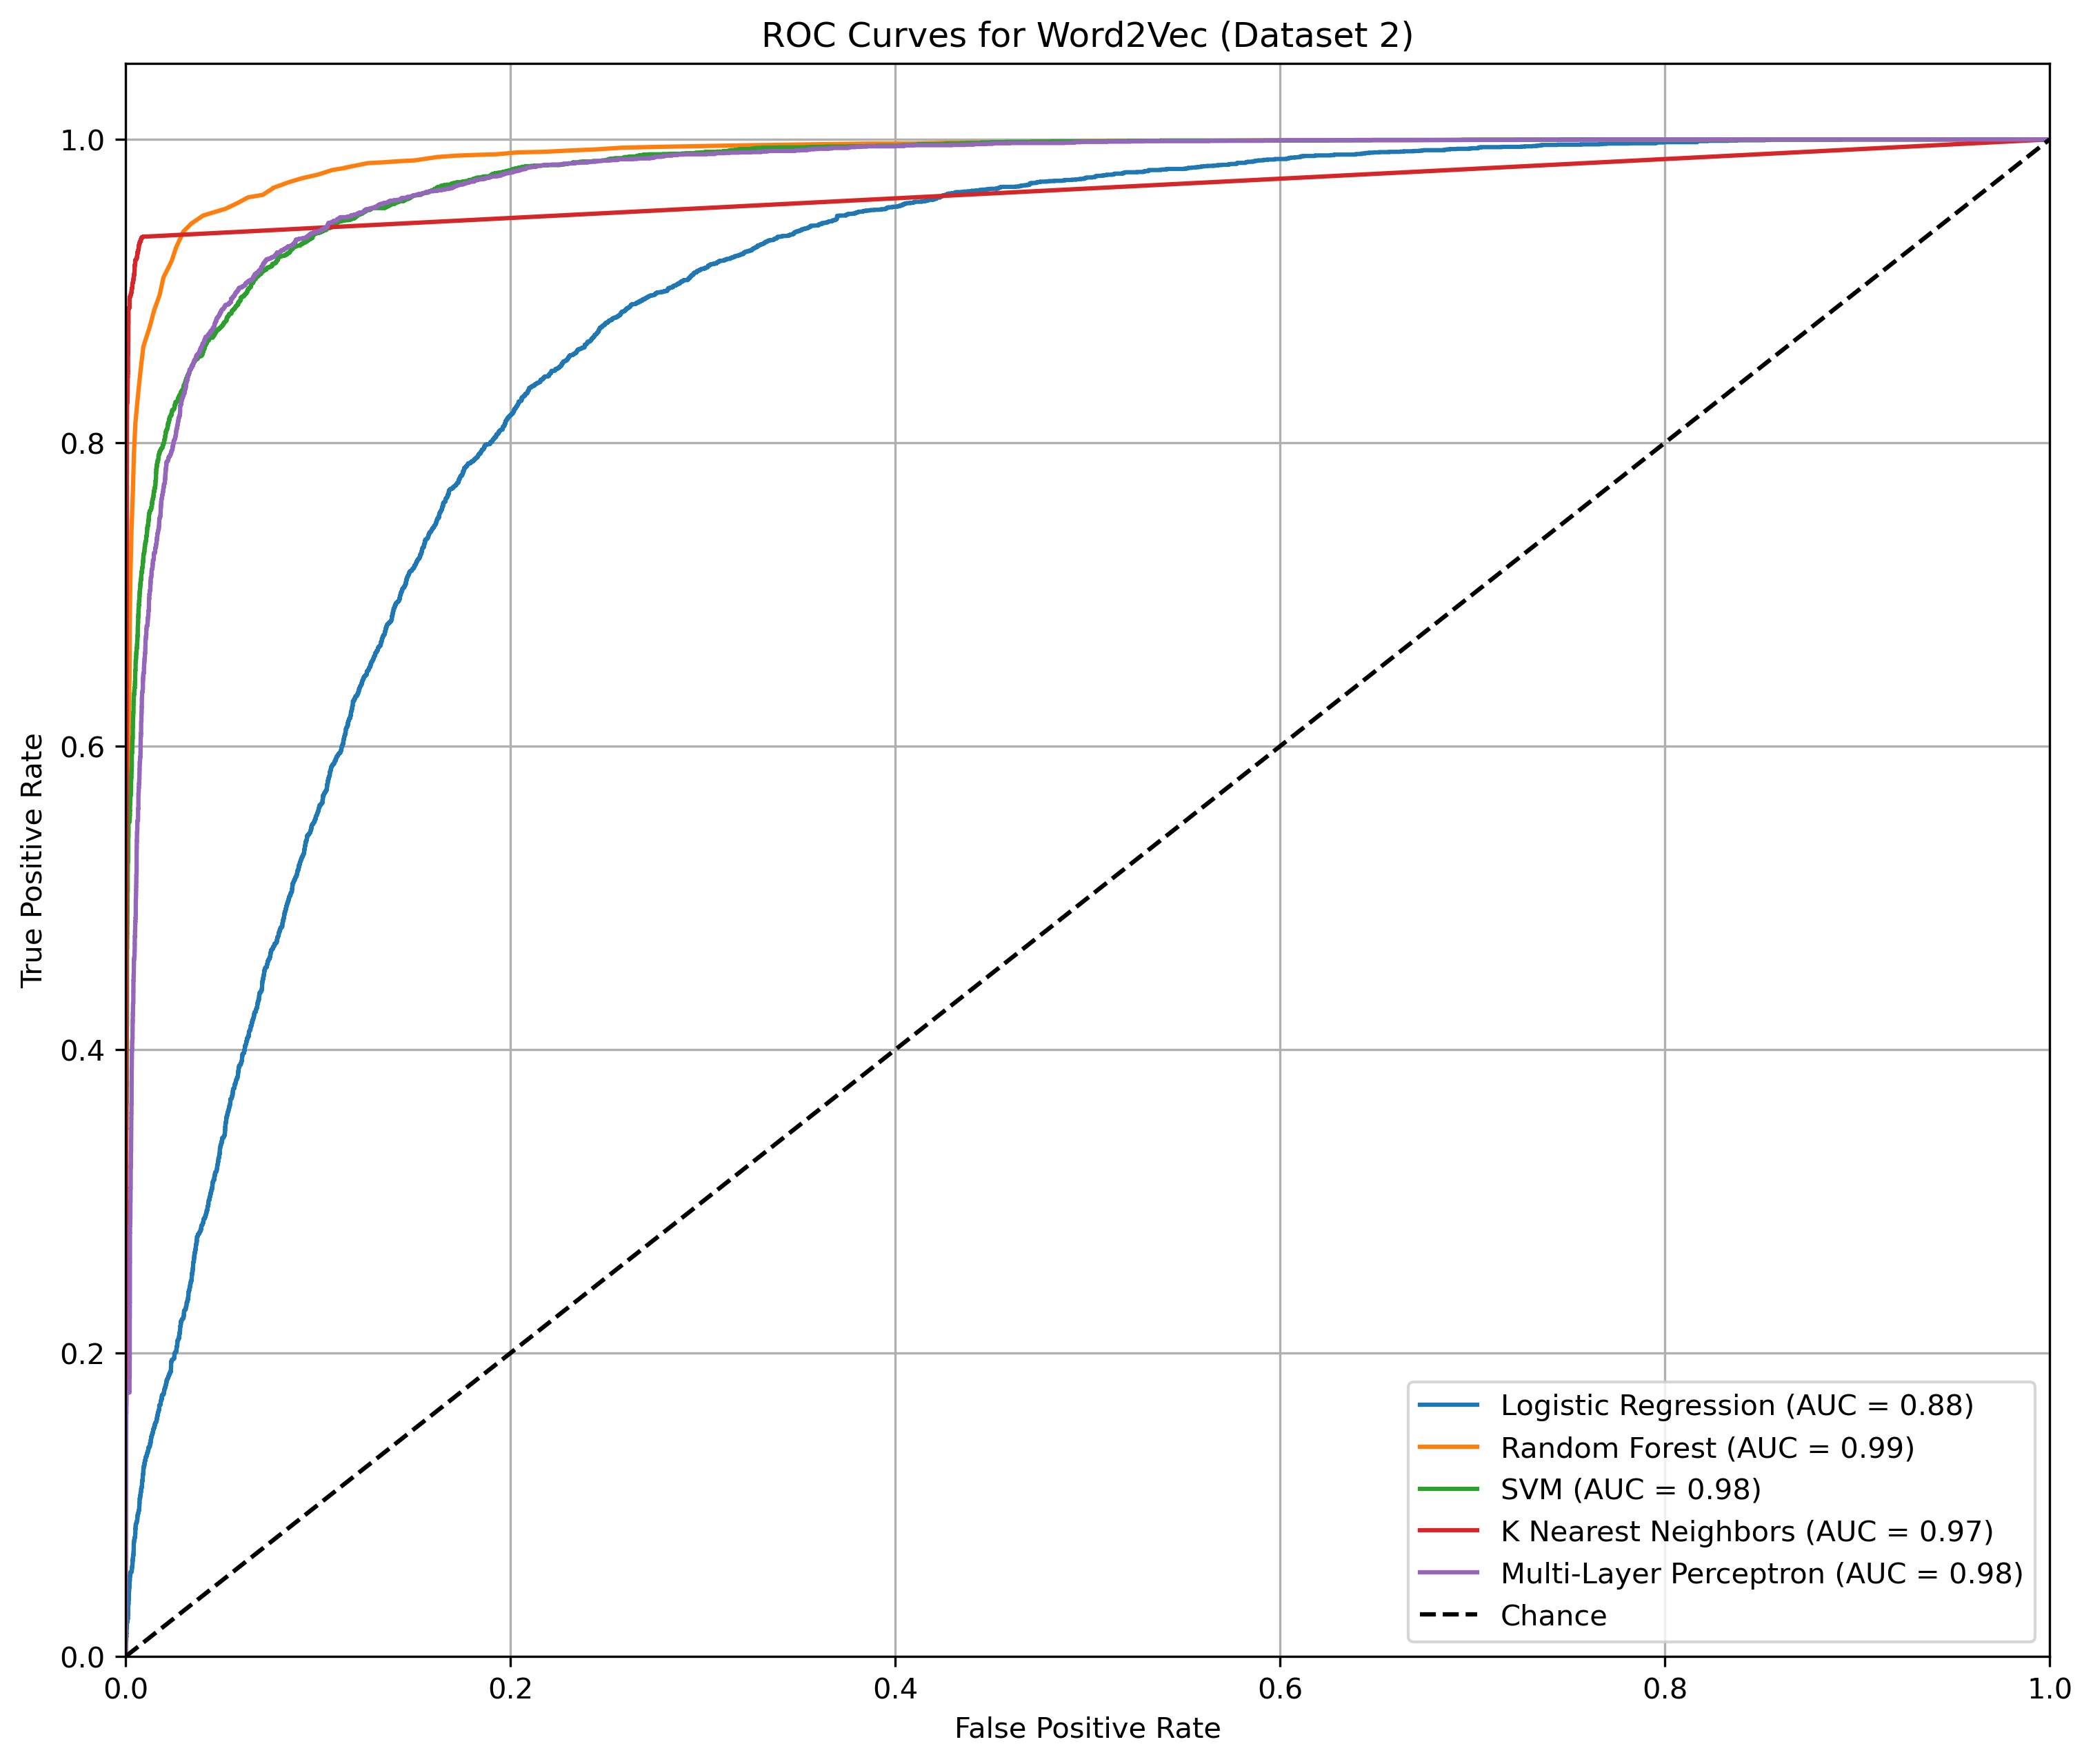 ROC Curves for Word2Vec (Dataset 2)
1.0
0.8
0.6
0.4
0.2
0.0
True Positive Rate
0.0 0.2 0.4 0.6 0.8 1.0
False Positive Rate
Logistic Regression (AUC = 0.88)
Random Forest (AUC = 0.99)
SVM (AUC = 0.98)
K Nearest Neighbors (AUC = 0.97)
Multi-Layer Perceptron (AUC = 0.98)
Chance